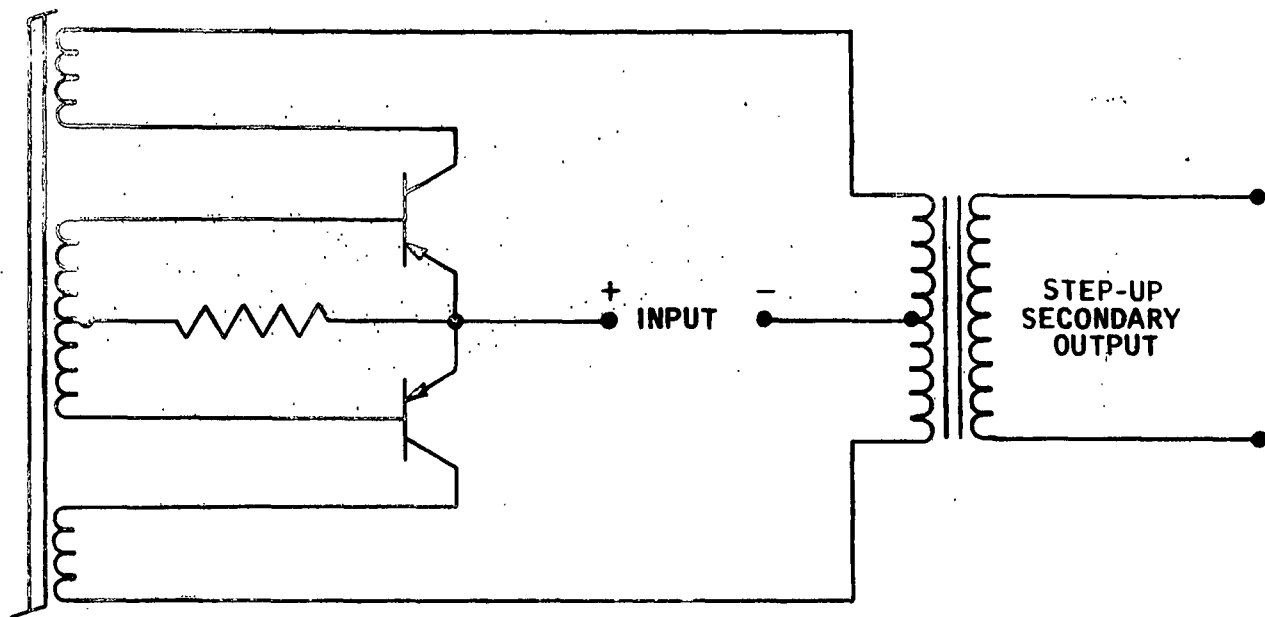 + −
INPUT
STEP-UP
SECONDARY
OUTPUT